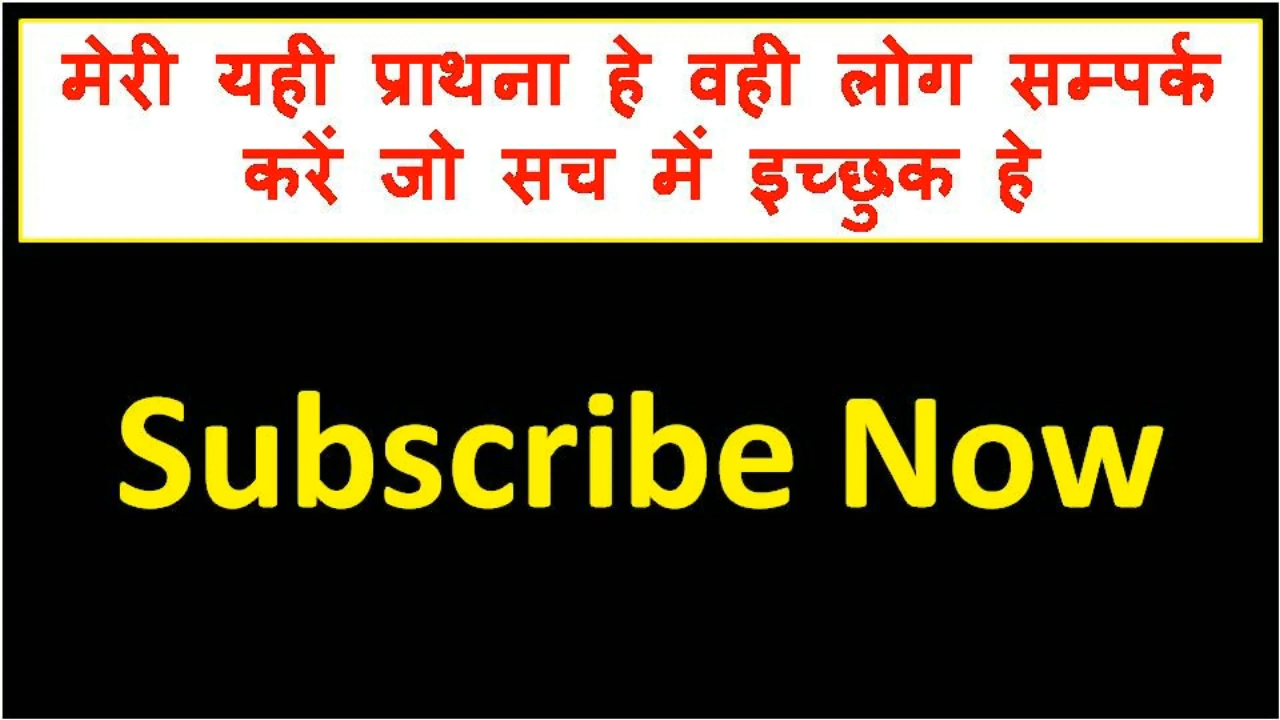 मेरी यही प्राथना हे वही लोग सम्पर्क
करें जो सच में इच्छुक हे
Subscribe Now